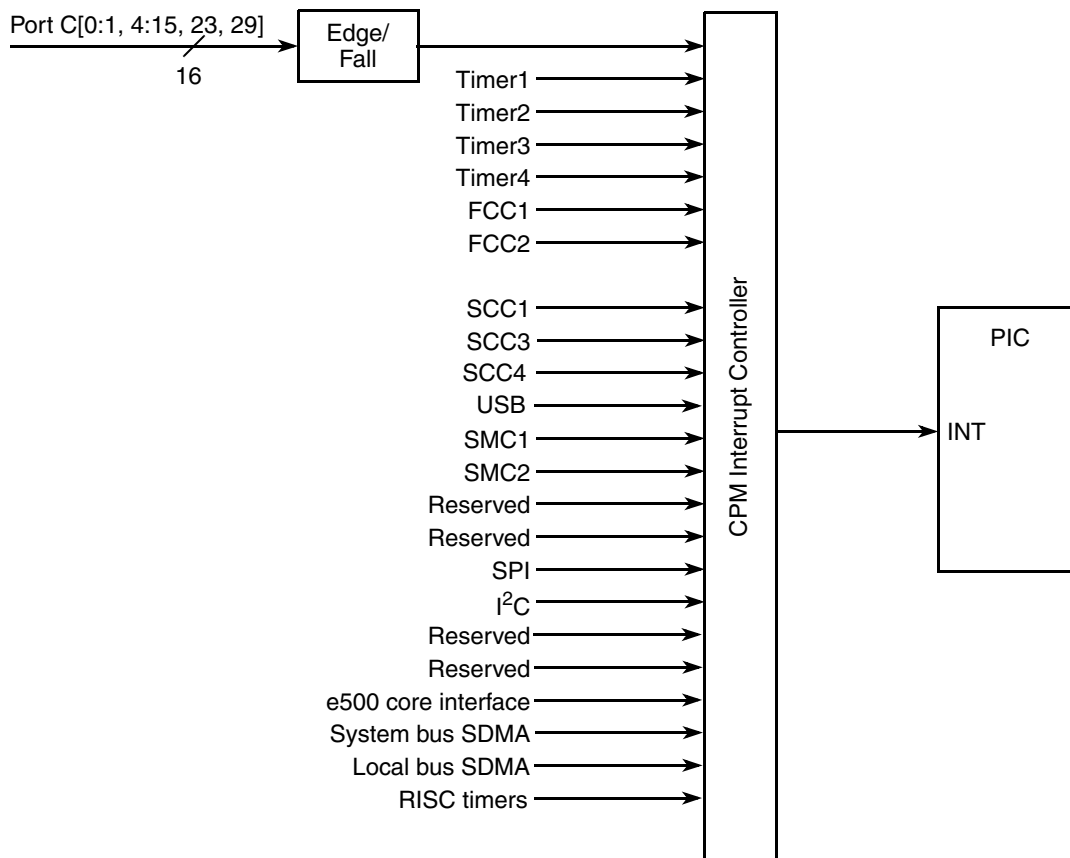 Port C[0:1, 4:15, 23, 29]
16
Edge/
Fall
Timer1
Timer2
Timer3
Timer4
FCC1
FCC2
SCC1
SCC3
SCC4
USB
SMC1
SMC2
Reserved
Reserved
SPI
I²C
Reserved
Reserved
e500 core interface
System bus SDMA
Local bus SDMA
RISC timers
CPM Interrupt Controller
PIC
INT